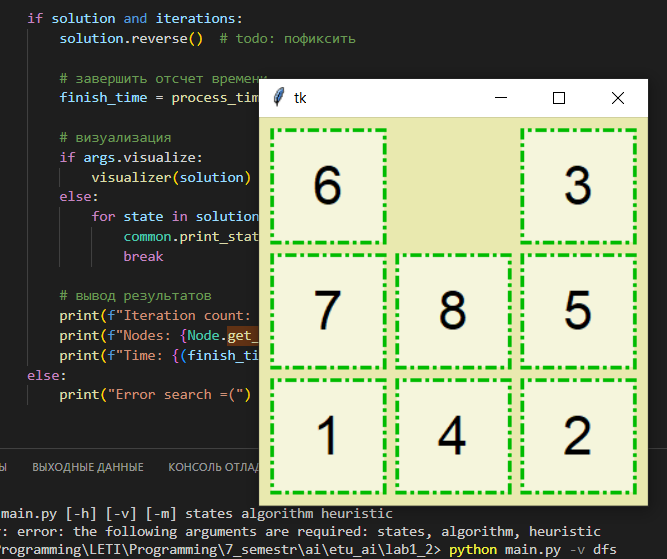 if solution and iterations:
solution.reverse()  # todo: пофиксить
# завершить отсчет времени
finish_time = process_tim
# визуализация
if args.visualize:
visualizer(solution)
else:
for state in solution
common.print_stat
break
# вывод результатов
print(f"Iteration count:
print(f"Nodes: {Node.get_
print(f"Time: {(finish_ti
else:
print("Error search =(")
tk
6 3
7 8 5
1 4 2
Ы ВЫХОДНЫЕ ДАННЫЕ КОНСОЛЬ ОТЛАД
main.py [-h] [-v] [-m] states algorithm heuristic
: error: the following arguments are required: states, algorithm, heuristic
rogramming\LETI\Programming\7_semestr\ai\etu_ai\lab1_2> python main.py -v dfs